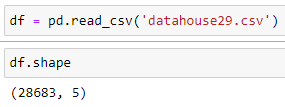 df = pd.read_csv('datahouse29.csv')
df.shape
(28683, 5)